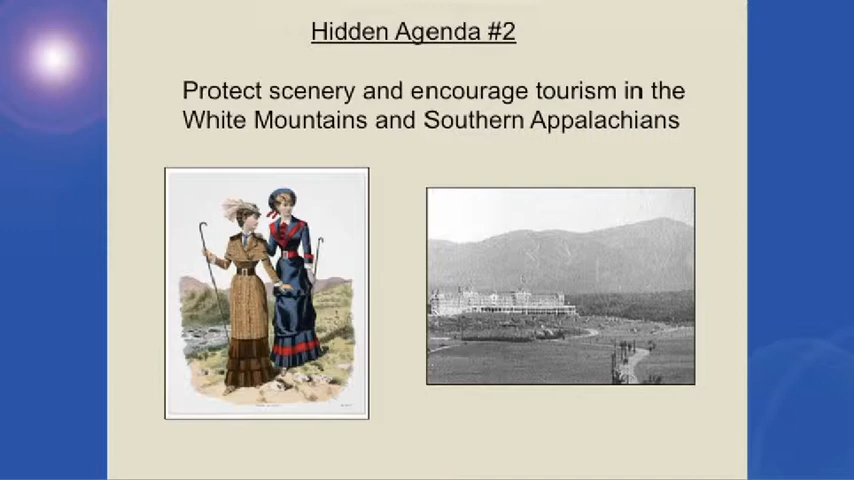 Hidden Agenda #2
Protect scenery and encourage tourism in the
White Mountains and Southern Appalachians